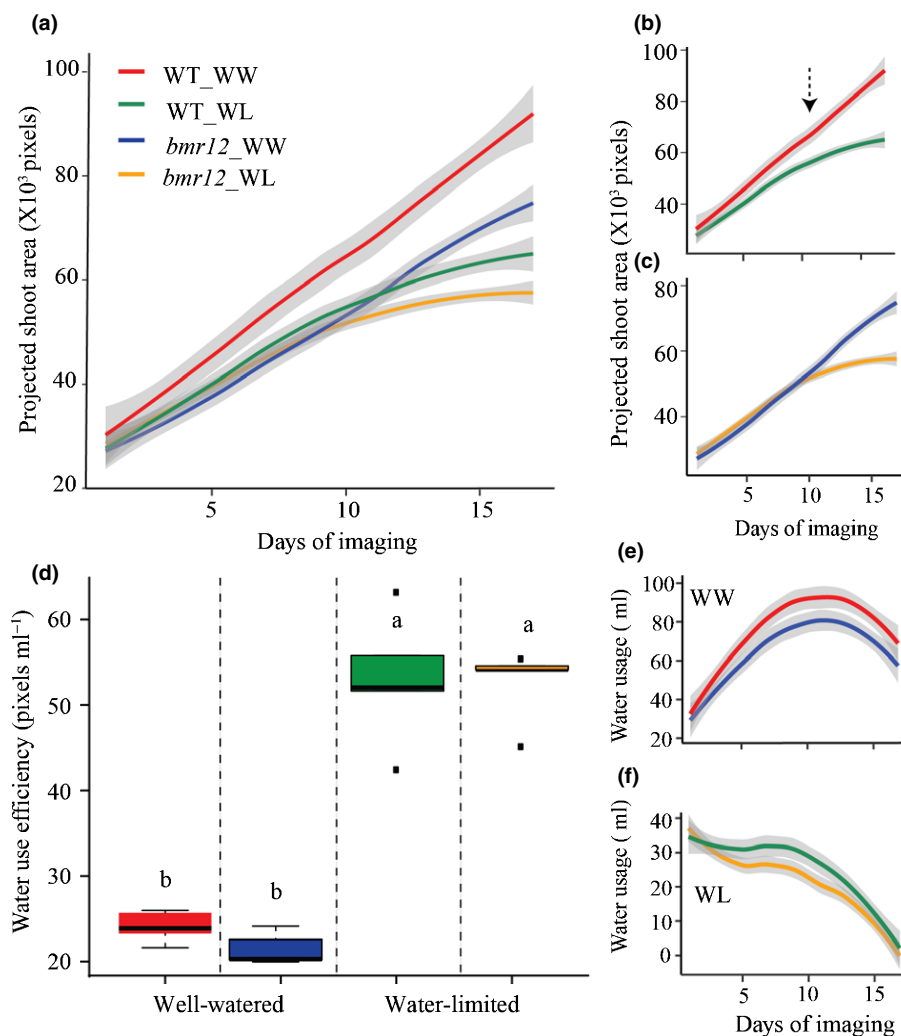 (a)
Projected shoot area (X10³ pixels)
100
80
60
40
20
WT_WW
WT_WL
bmr12_WW
bmr12_WL
5
10
15
Days of imaging
(b)
Projected shoot area (X10³ pixels)
80
60
40
(c)
80
60
40
5
10
15
Days of imaging
(d)
Water use efficiency (pixels ml⁻¹)
60
50
40
30
20
b
b
a
a
Well-watered
Water-limited
(e)
Water usage ( ml)
100
80
60
40
20
WW
(f)
Water usage ( ml)
40
30
20
10
0
WL
5
10
15
Days of imaging